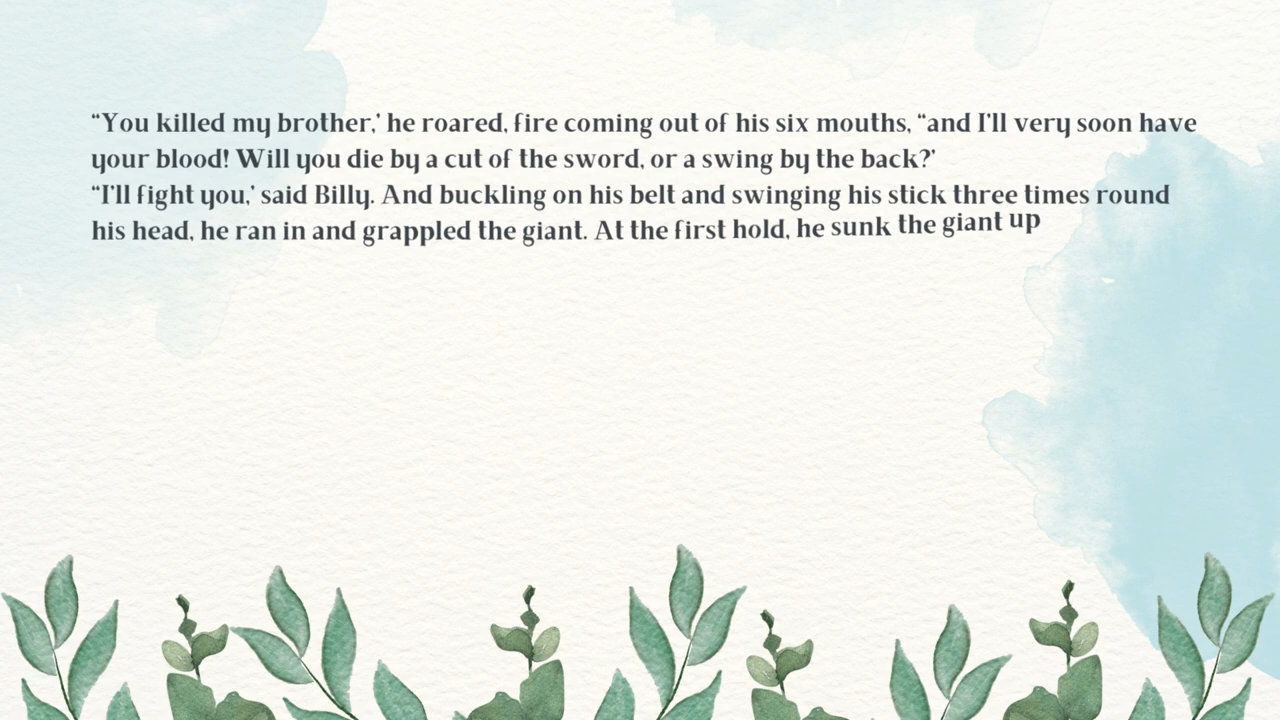 “You killed my brother,’ he roared, fire coming out of his six mouths, “and I’ll very soon have
your blood! Will you die by a cut of the sword, or a swing by the back?’
“I’ll fight you,’ said Billy. And buckling on his belt and swinging his stick three times round
his head, he ran in and grappled the giant. At the first hold, he sunk the giant up